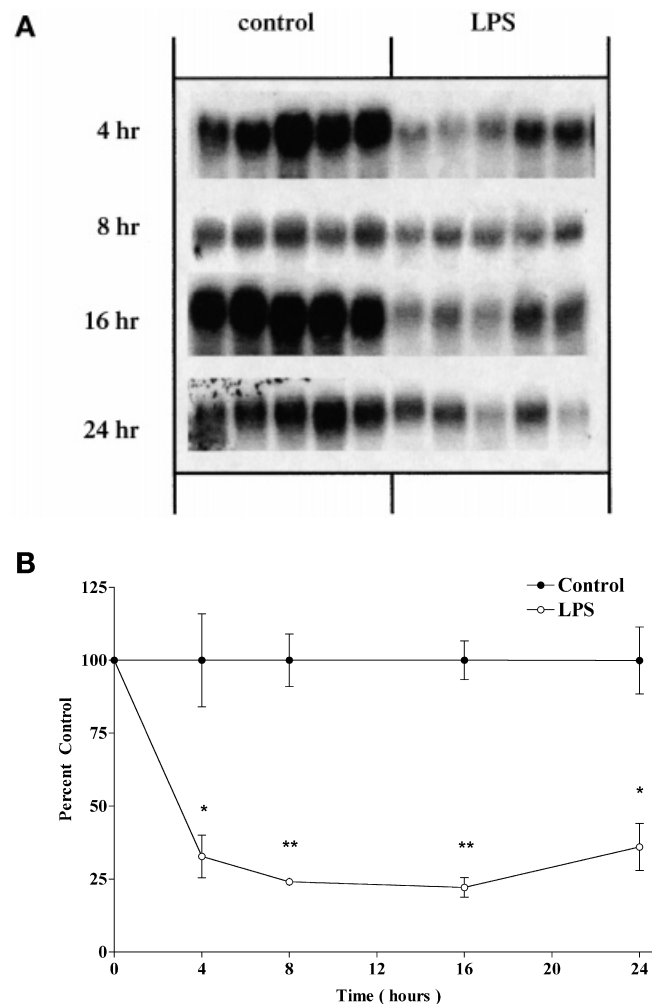 A
control LPS
4 hr
8 hr
16 hr
24 hr
B
125
100
75
50
25
0
Percent Control
Control
LPS
*
**
**
*
0 4 8 12 16 20 24
Time ( hours )